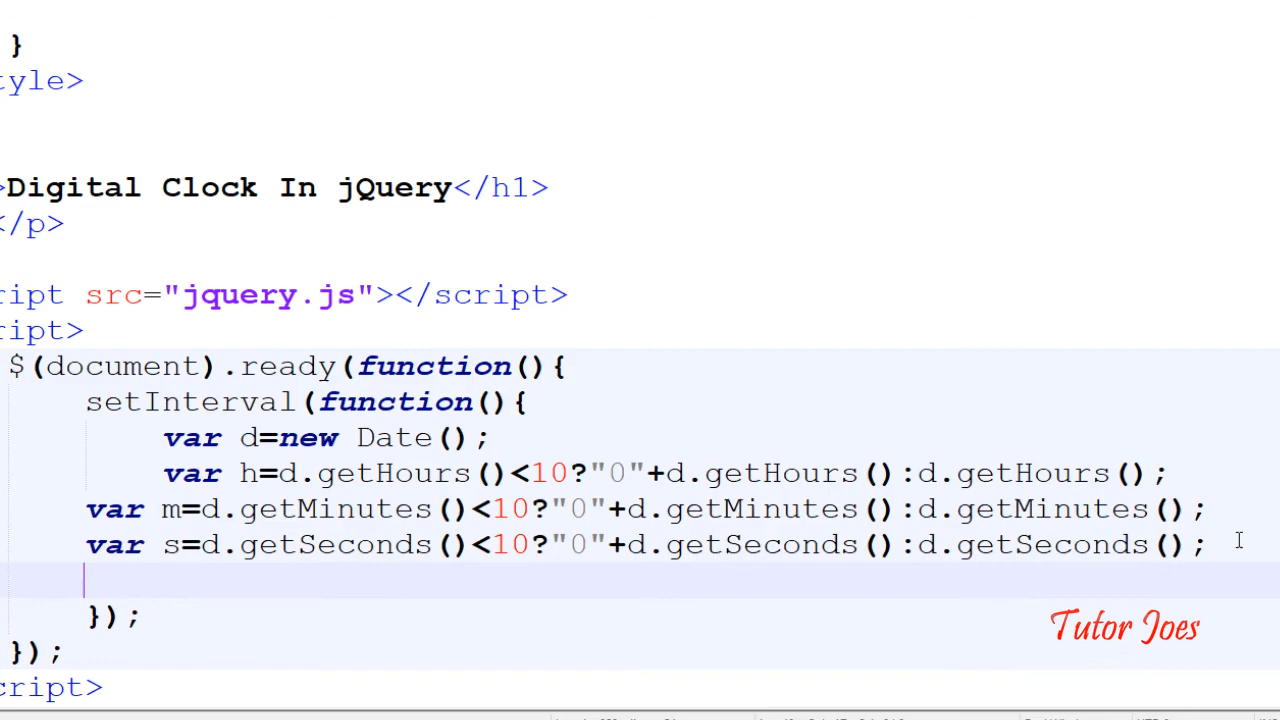 }
tyle>
>Digital Clock In jQuery</h1>
</p>
ript src="jquery.js"></script>
ript>
$(document).ready(function(){
setInterval(function(){
var d=new Date();
var h=d.getHours()<10?"0"+d.getHours():d.getHours();
var m=d.getMinutes()<10?"0"+d.getMinutes():d.getMinutes();
var s=d.getSeconds()<10?"0"+d.getSeconds():d.getSeconds();
});
Tutor Joes
});
cript>